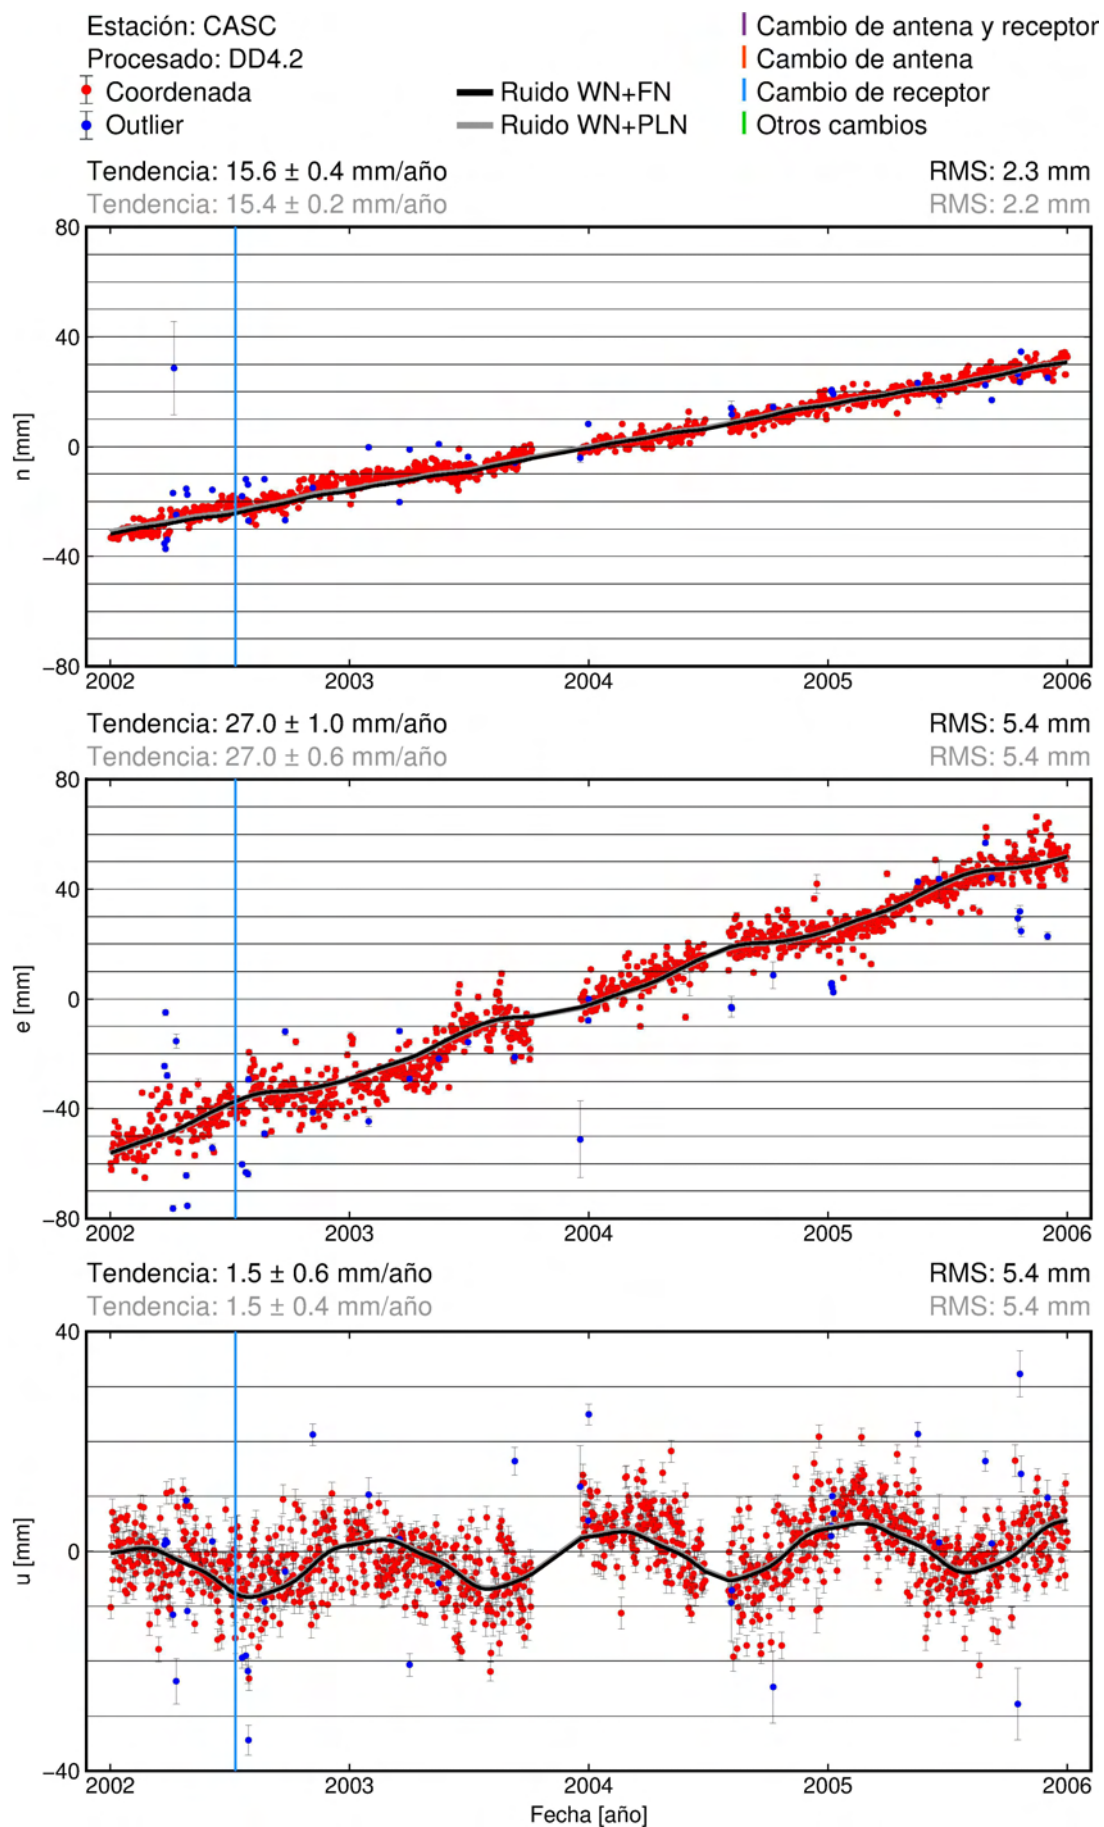 Estación: CASC
Procesado: DD4.2
Coordenada
Outlier
Ruido WN+FN
Ruido WN+PLN
Cambio de antena y receptor
Cambio de antena
Cambio de receptor
Otros cambios
Tendencia: 15.6 ± 0.4 mm/año RMS: 2.3 mm
Tendencia: 15.4 ± 0.2 mm/año RMS: 2.2 mm
80
40
0
−40
−80
n [mm]
2002 2003 2004 2005 2006
Tendencia: 27.0 ± 1.0 mm/año RMS: 5.4 mm
Tendencia: 27.0 ± 0.6 mm/año RMS: 5.4 mm
80
40
0
−40
−80
e [mm]
2002 2003 2004 2005 2006
Tendencia: 1.5 ± 0.6 mm/año RMS: 5.4 mm
Tendencia: 1.5 ± 0.4 mm/año RMS: 5.4 mm
40
0
−40
u [mm]
2002 2003 2004 2005 2006
Fecha [año]